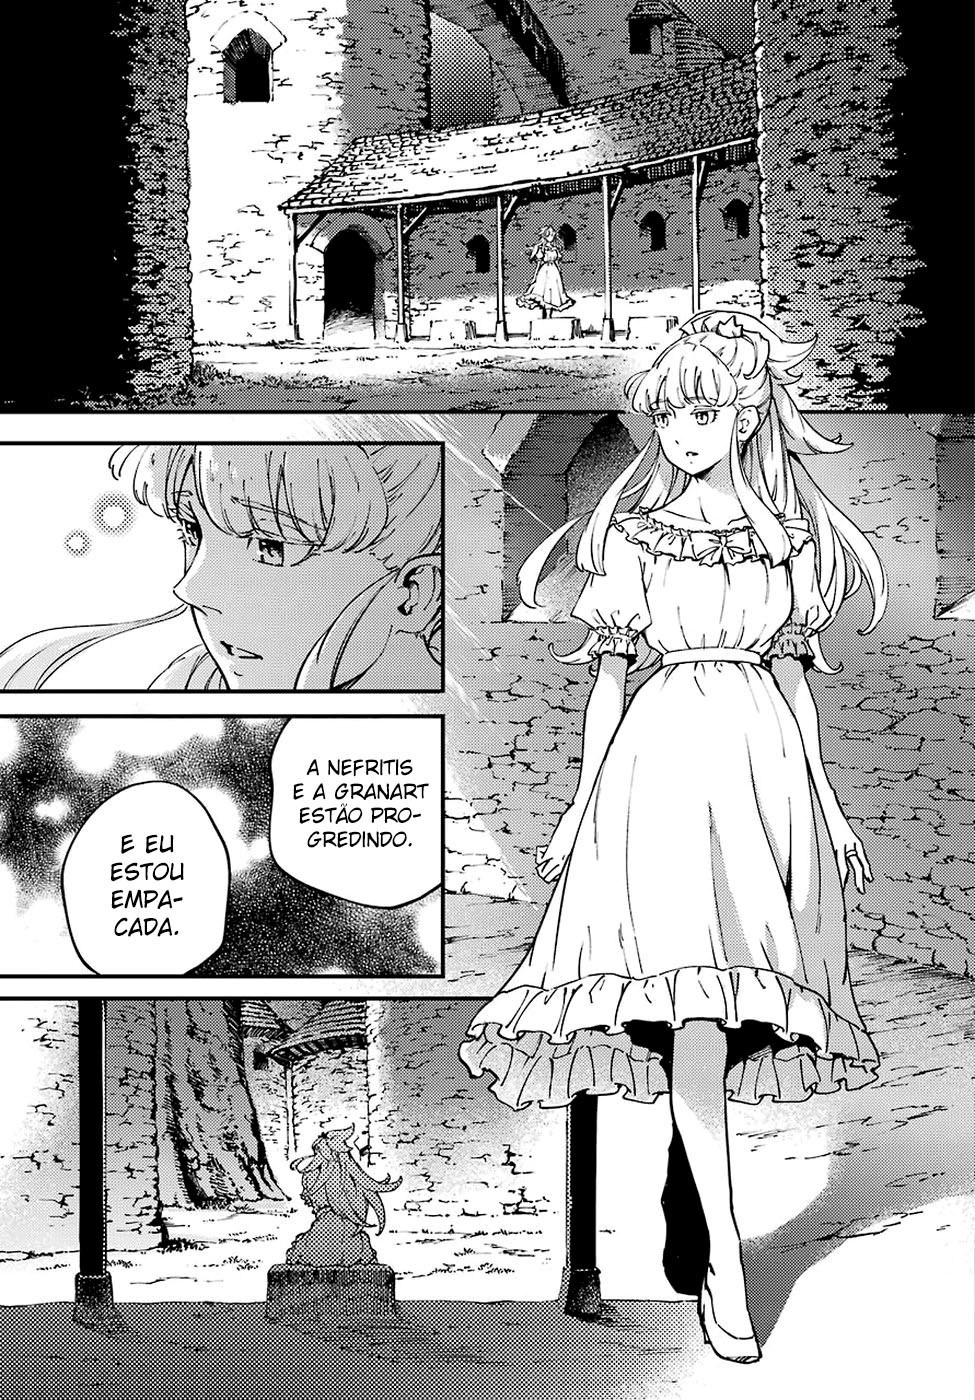 A NEFRITIS
E A GRANART
ESTÃO PRO-
GREDINDO.
E EU
ESTOU
EMPA-
CADA.